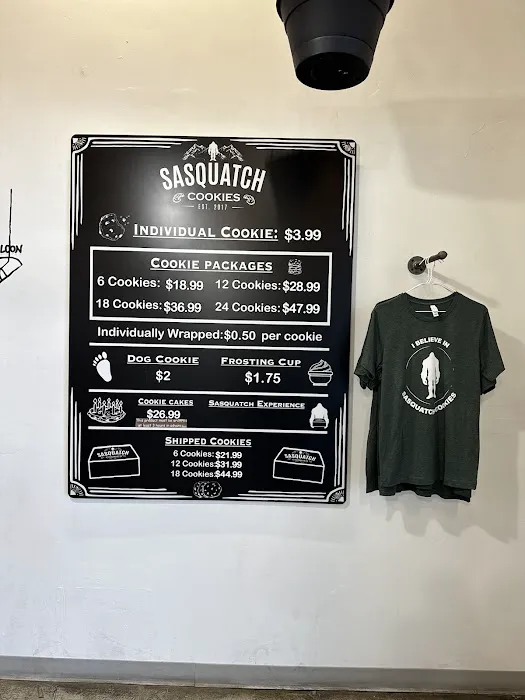 SASQUATCH
COOKIES
EST. 2017
INDIVIDUAL COOKIE: $3.99
COOKIE PACKAGES
6 Cookies: $18.99 12 Cookies: $28.99
18 Cookies: $36.99 24 Cookies: $47.99
Individually Wrapped: $0.50 per cookie
DOG COOKIE FROSTING CUP
$2 $1.75
COOKIE CAKES SASQUATCH EXPERIENCE
$26.99
SHIPPED COOKIES
6 Cookies: $21.99
12 Cookies: $31.99
18 Cookies: $44.99
SASQUATCH
SASQUATCH
LOON
I BELIEVE IN
SASQUATCH COOKIES